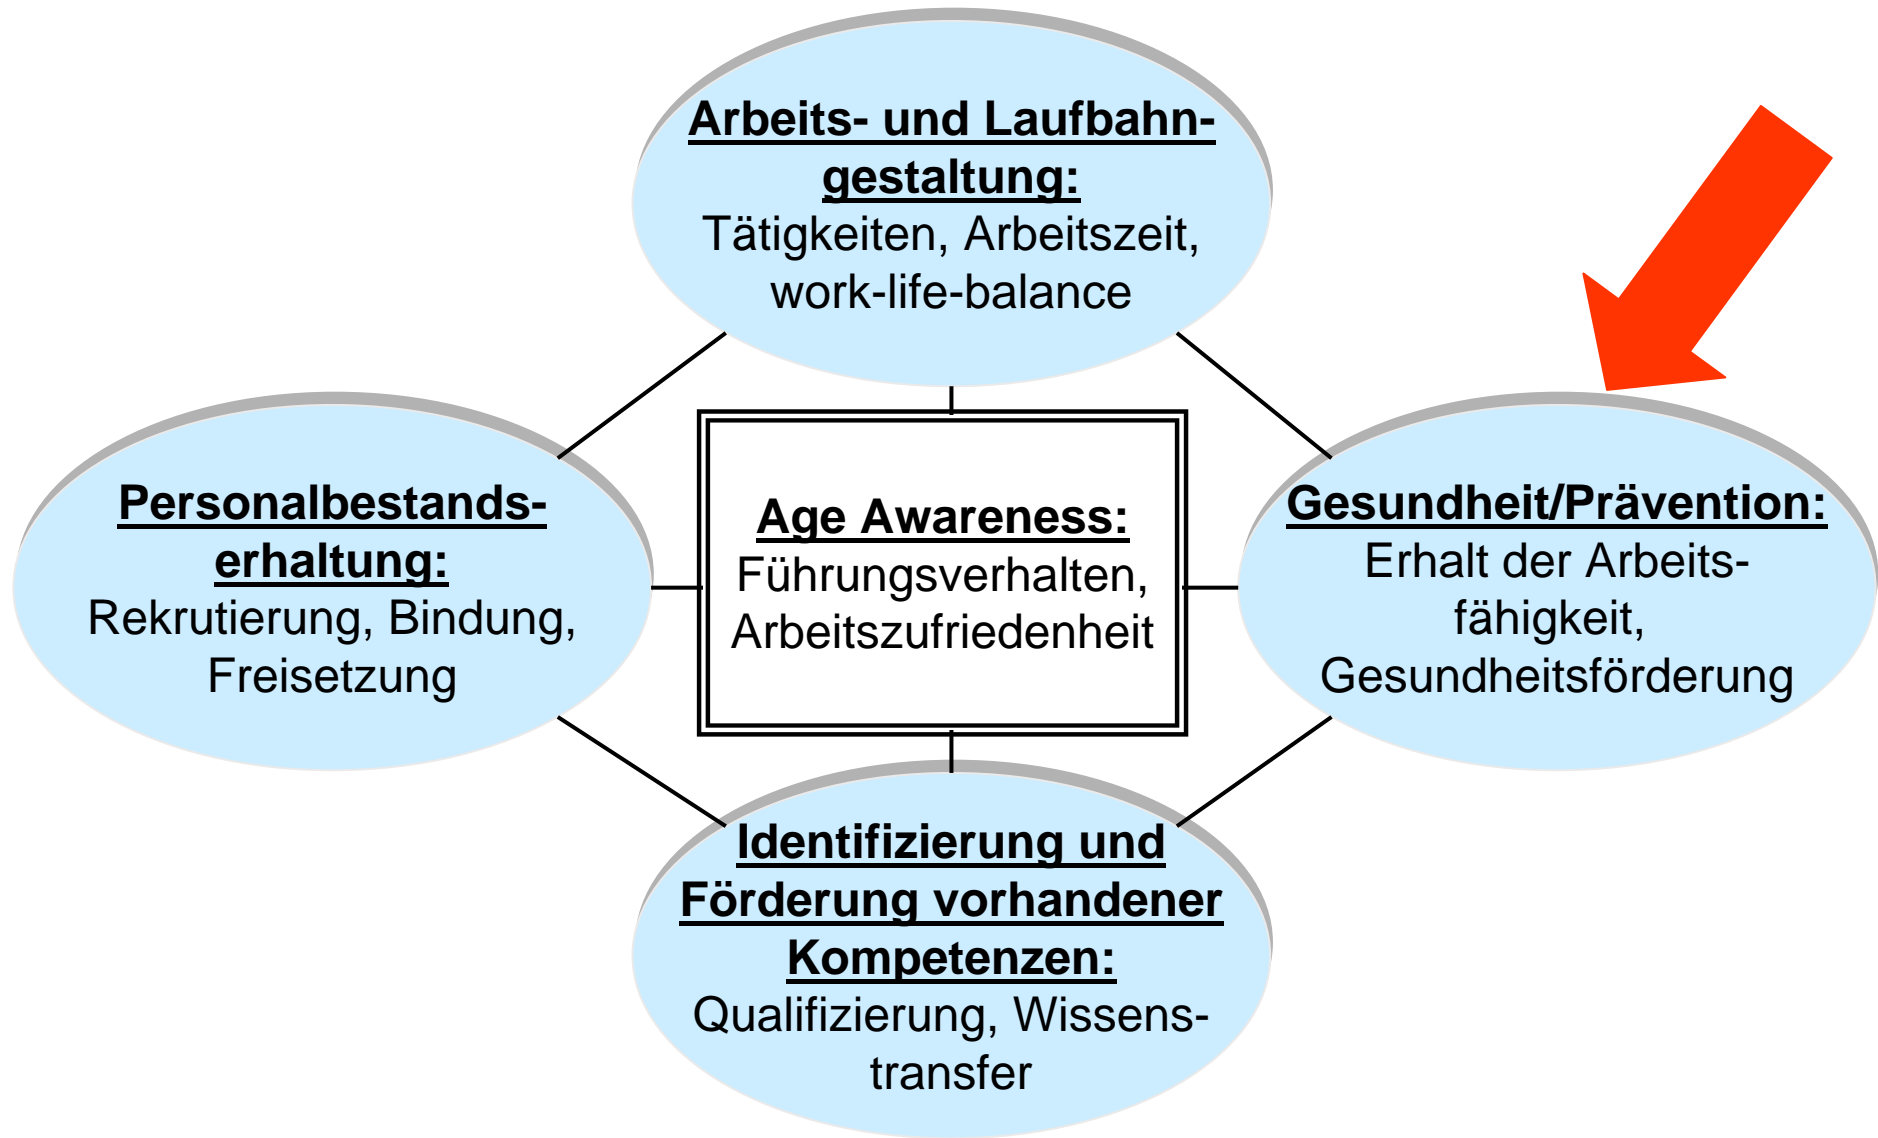 Arbeits- und Laufbahn-
gestaltung:
Tätigkeiten, Arbeitszeit,
work-life-balance
Personalbestands-
erhaltung:
Rekrutierung, Bindung,
Freisetzung
Age Awareness:
Führungsverhalten,
Arbeitszufriedenheit
Gesundheit/Prävention:
Erhalt der Arbeits-
fähigkeit,
Gesundheitsförderung
Identifizierung und
Förderung vorhandener
Kompetenzen:
Qualifizierung, Wissens-
transfer